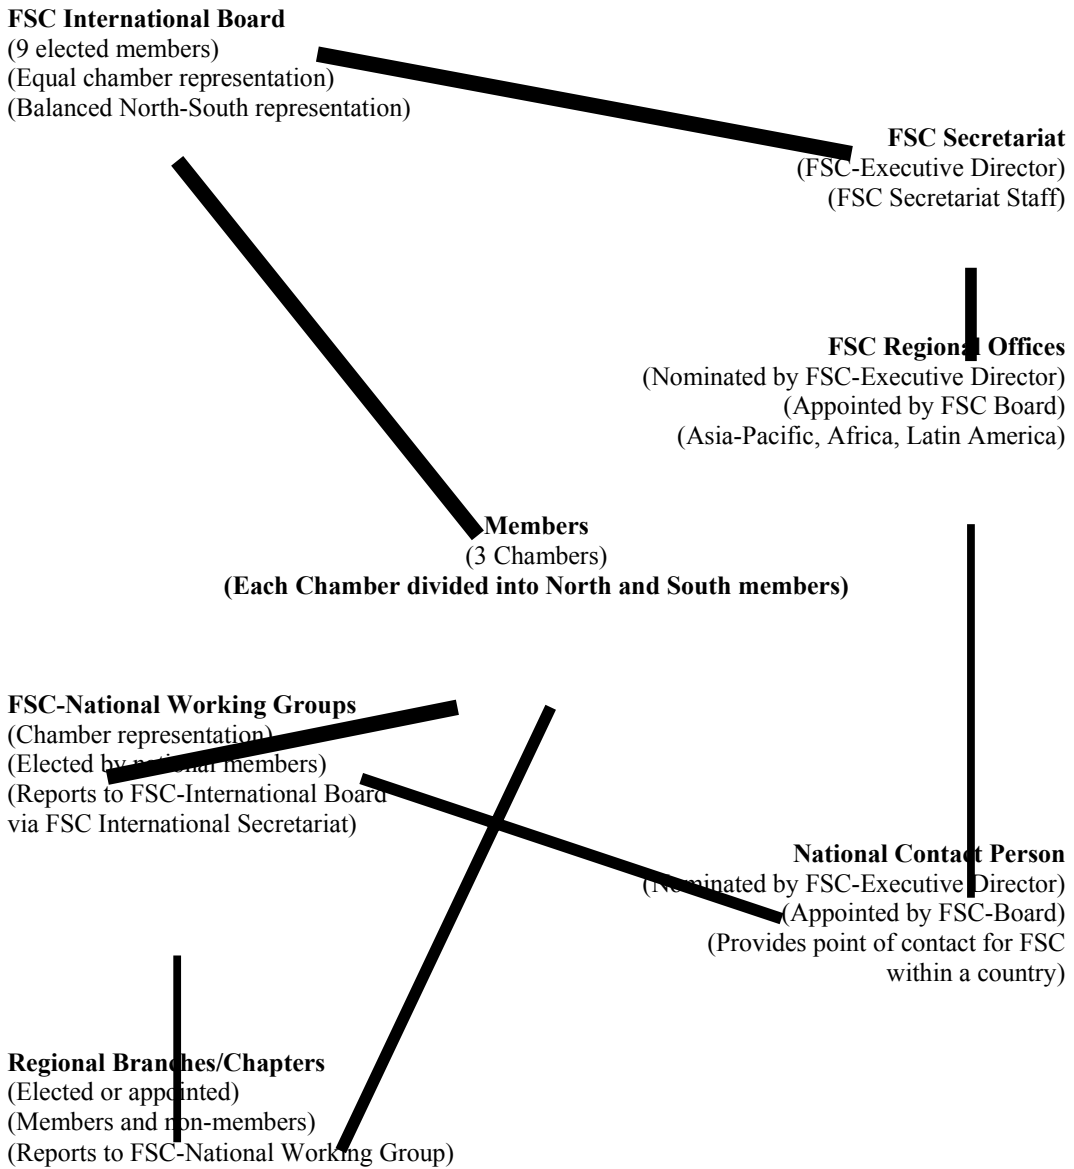 FSC International Board
(9 elected members)
(Equal chamber representation)
(Balanced North-South representation)
FSC Secretariat
(FSC-Executive Director)
(FSC Secretariat Staff)
FSC Regional Offices
(Nominated by FSC-Executive Director)
(Appointed by FSC Board)
(Asia-Pacific, Africa, Latin America)
Members
(3 Chambers)
(Each Chamber divided into North and South members)
FSC-National Working Groups
(Chamber representation)
(Elected by national members)
(Reports to FSC-International Board
via FSC International Secretariat)
National Contact Person
(Nominated by FSC-Executive Director)
(Appointed by FSC-Board)
(Provides point of contact for FSC
within a country)
Regional Branches/Chapters
(Elected or appointed)
(Members and non-members)
(Reports to FSC-National Working Group)